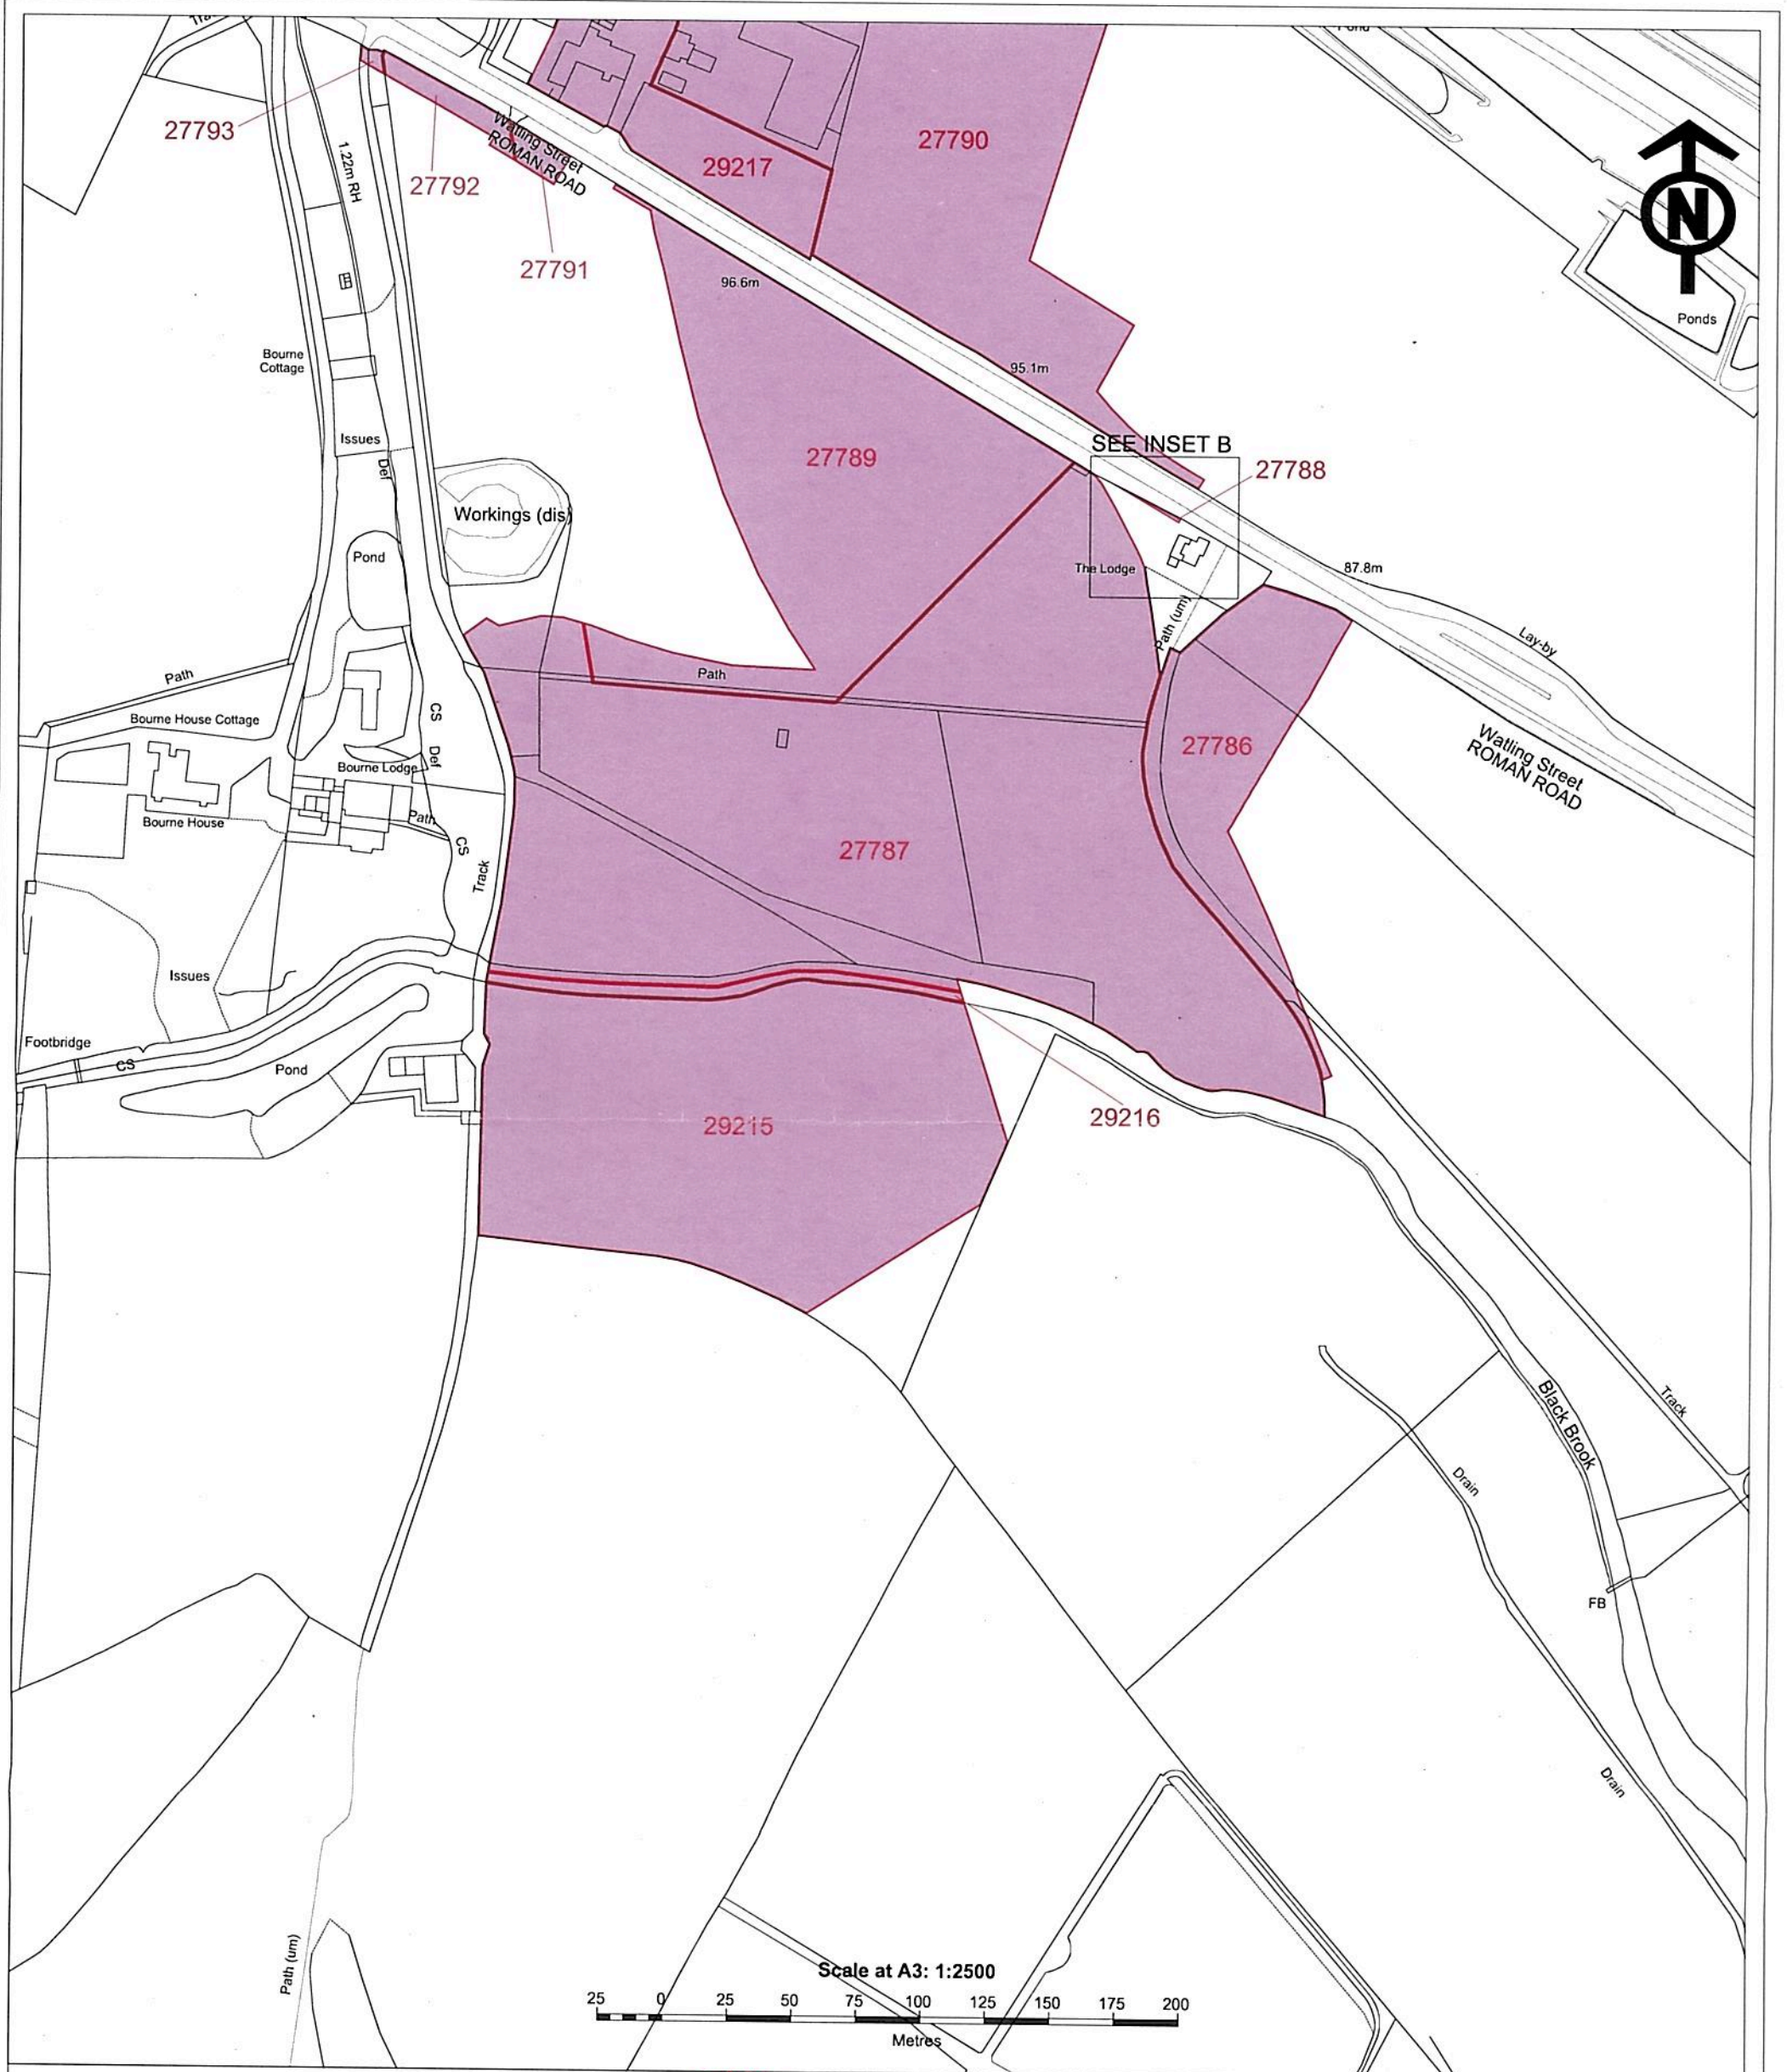 27793
27792
27791
Watling Street
ROMAN ROAD
29217
27790
N
Ponds
1.22m RH
96.6m
95.1m
Bourne
Cottage
Issues
Def
27789
SEE INSET B
27788
Workings (dis)
Pond
The Lodge
87.8m
Path (um)
Lay-by
Path
Path
Bourne House Cottage
CS
Def
27786
Watling Street
ROMAN ROAD
Bourne Lodge
Bourne House
Path
CS
Track
27787
Issues
Footbridge
CS
Pond
29215
29216
Black Brook
Track
Drain
FB
Drain
Path (um)
Scale at A3: 1:2500
25 0 25 50 75 100 125 150 175 200
Metres